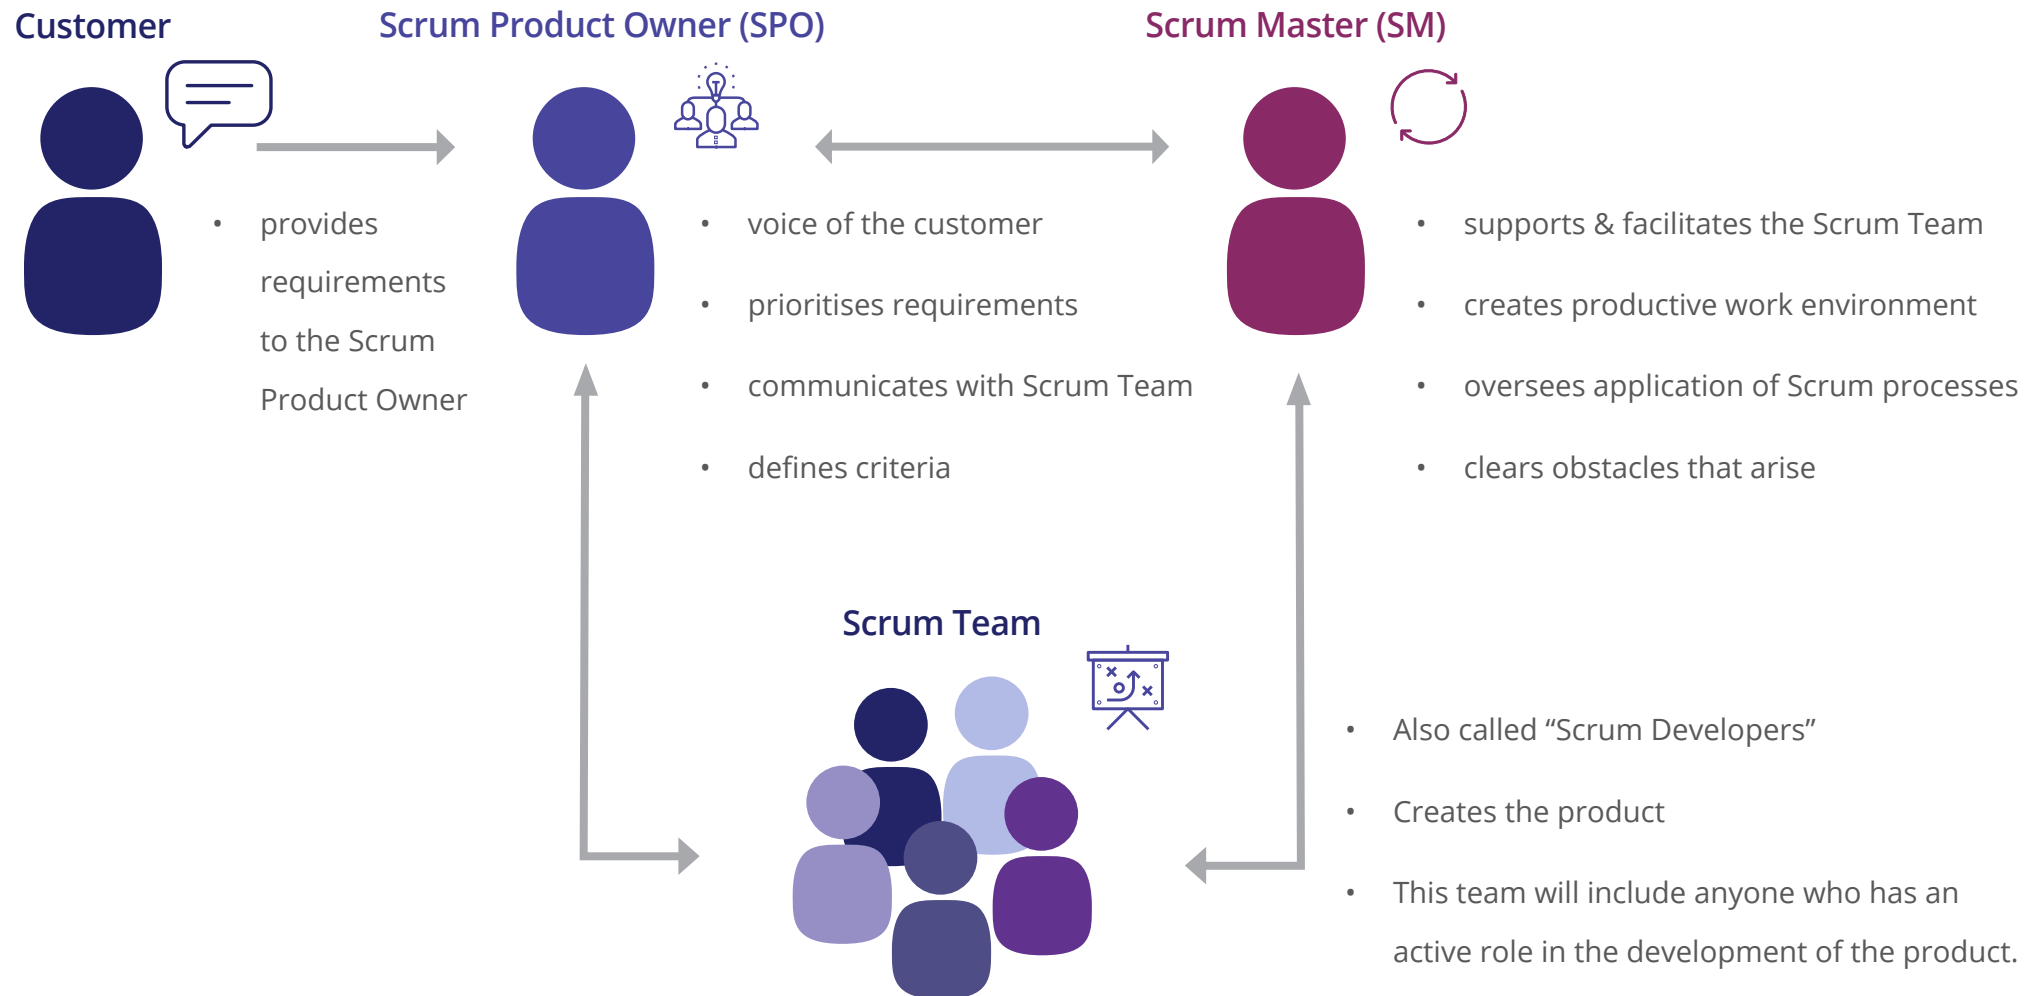 Customer
• provides
requirements
to the Scrum
Product Owner
Scrum Product Owner (SPO)
• voice of the customer
• prioritises requirements
• communicates with Scrum Team
• defines criteria
Scrum Master (SM)
• supports & facilitates the Scrum Team
• creates productive work environment
• oversees application of Scrum processes
• clears obstacles that arise
Scrum Team
• Also called “Scrum Developers”
• Creates the product
• This team will include anyone who has an
active role in the development of the product.